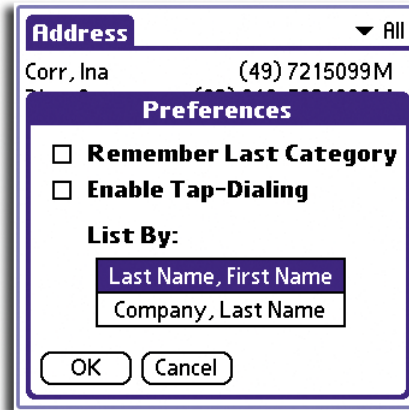 Address
All
Corr, Ina (49) 7215099M
Preferences
Remember Last Category
Enable Tap-Dialing
List By:
Last Name, First Name
Company, Last Name
OK Cancel